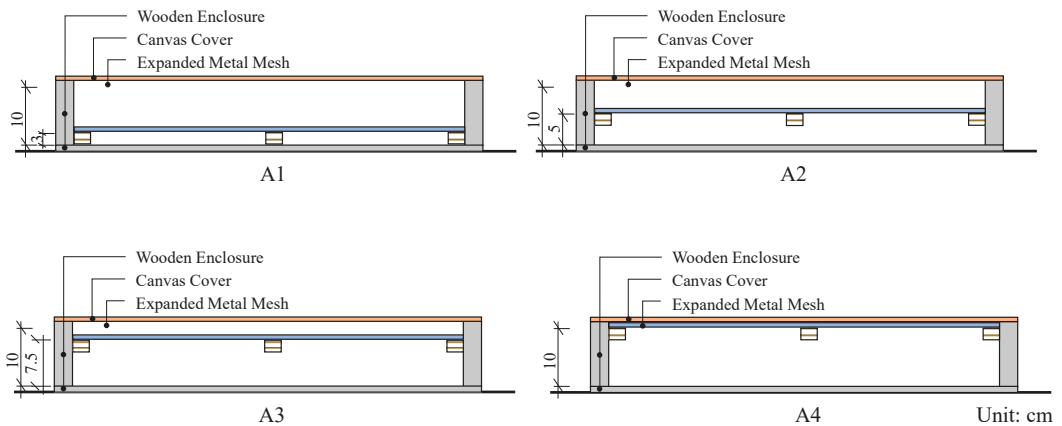 Wooden Enclosure
Canvas Cover
Expanded Metal Mesh
10
3
A1
Wooden Enclosure
Canvas Cover
Expanded Metal Mesh
10
5
A2
Wooden Enclosure
Canvas Cover
Expanded Metal Mesh
10
7.5
A3
Wooden Enclosure
Canvas Cover
Expanded Metal Mesh
10
A4
Unit: cm